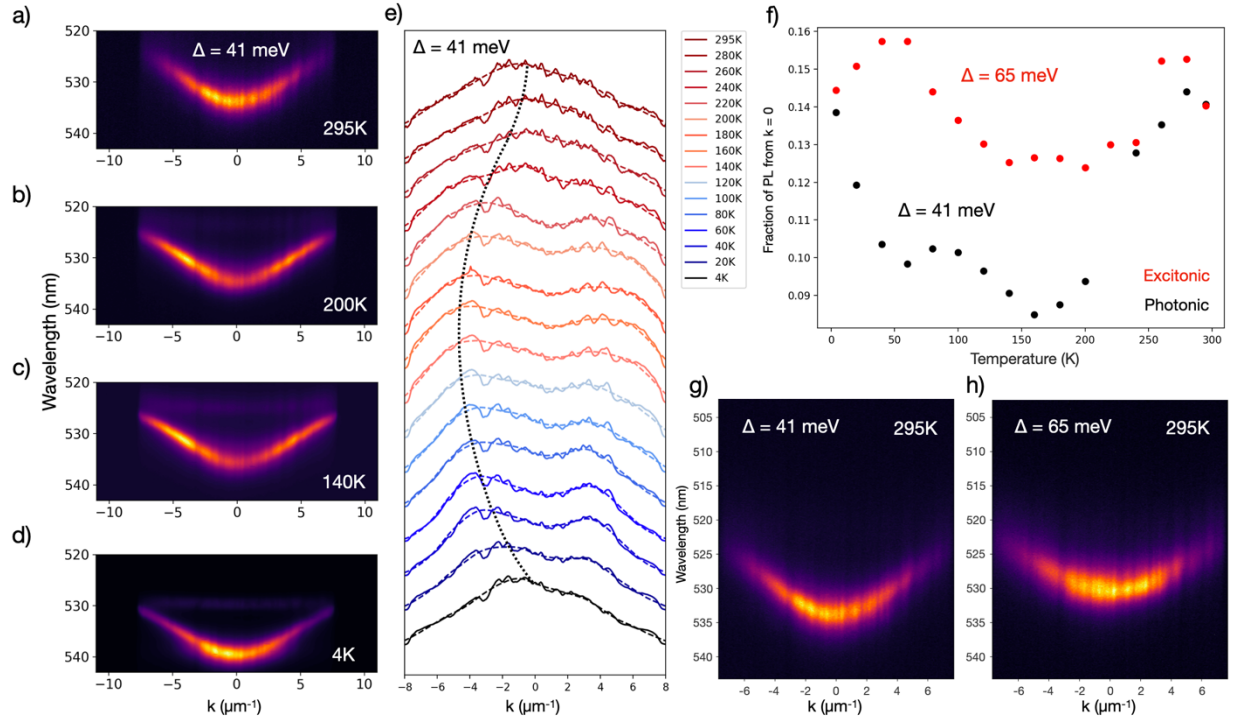 a)
520
530
540
Δ = 41 meV
295K
−10
−5
0
5
10
b)
520
530
540
200K
−10
−5
0
5
10
c)
520
530
540
140K
−10
−5
0
5
10
d)
520
530
540
4K
−10
−5
0
5
10
Wavelength (nm)
k (μm⁻¹)
e)
Δ = 41 meV
-8
-6
-4
-2
0
2
4
6
8
k (μm⁻¹)
295K
280K
260K
240K
220K
200K
180K
160K
140K
120K
100K
80K
60K
40K
20K
4K
f)
0.16
0.15
0.14
0.13
0.12
0.11
0.10
0.09
Fraction of PL from k = 0
Δ = 65 meV
Δ = 41 meV
Excitonic
Photonic
0
50
100
150
200
250
300
Temperature (K)
g)
505
510
515
520
525
530
535
540
Wavelength (nm)
Δ = 41 meV
295K
-6
-4
-2
0
2
4
6
k (μm⁻¹)
h)
505
510
515
520
525
530
535
540
Δ = 65 meV
295K
-6
-4
-2
0
2
4
6
k (μm⁻¹)